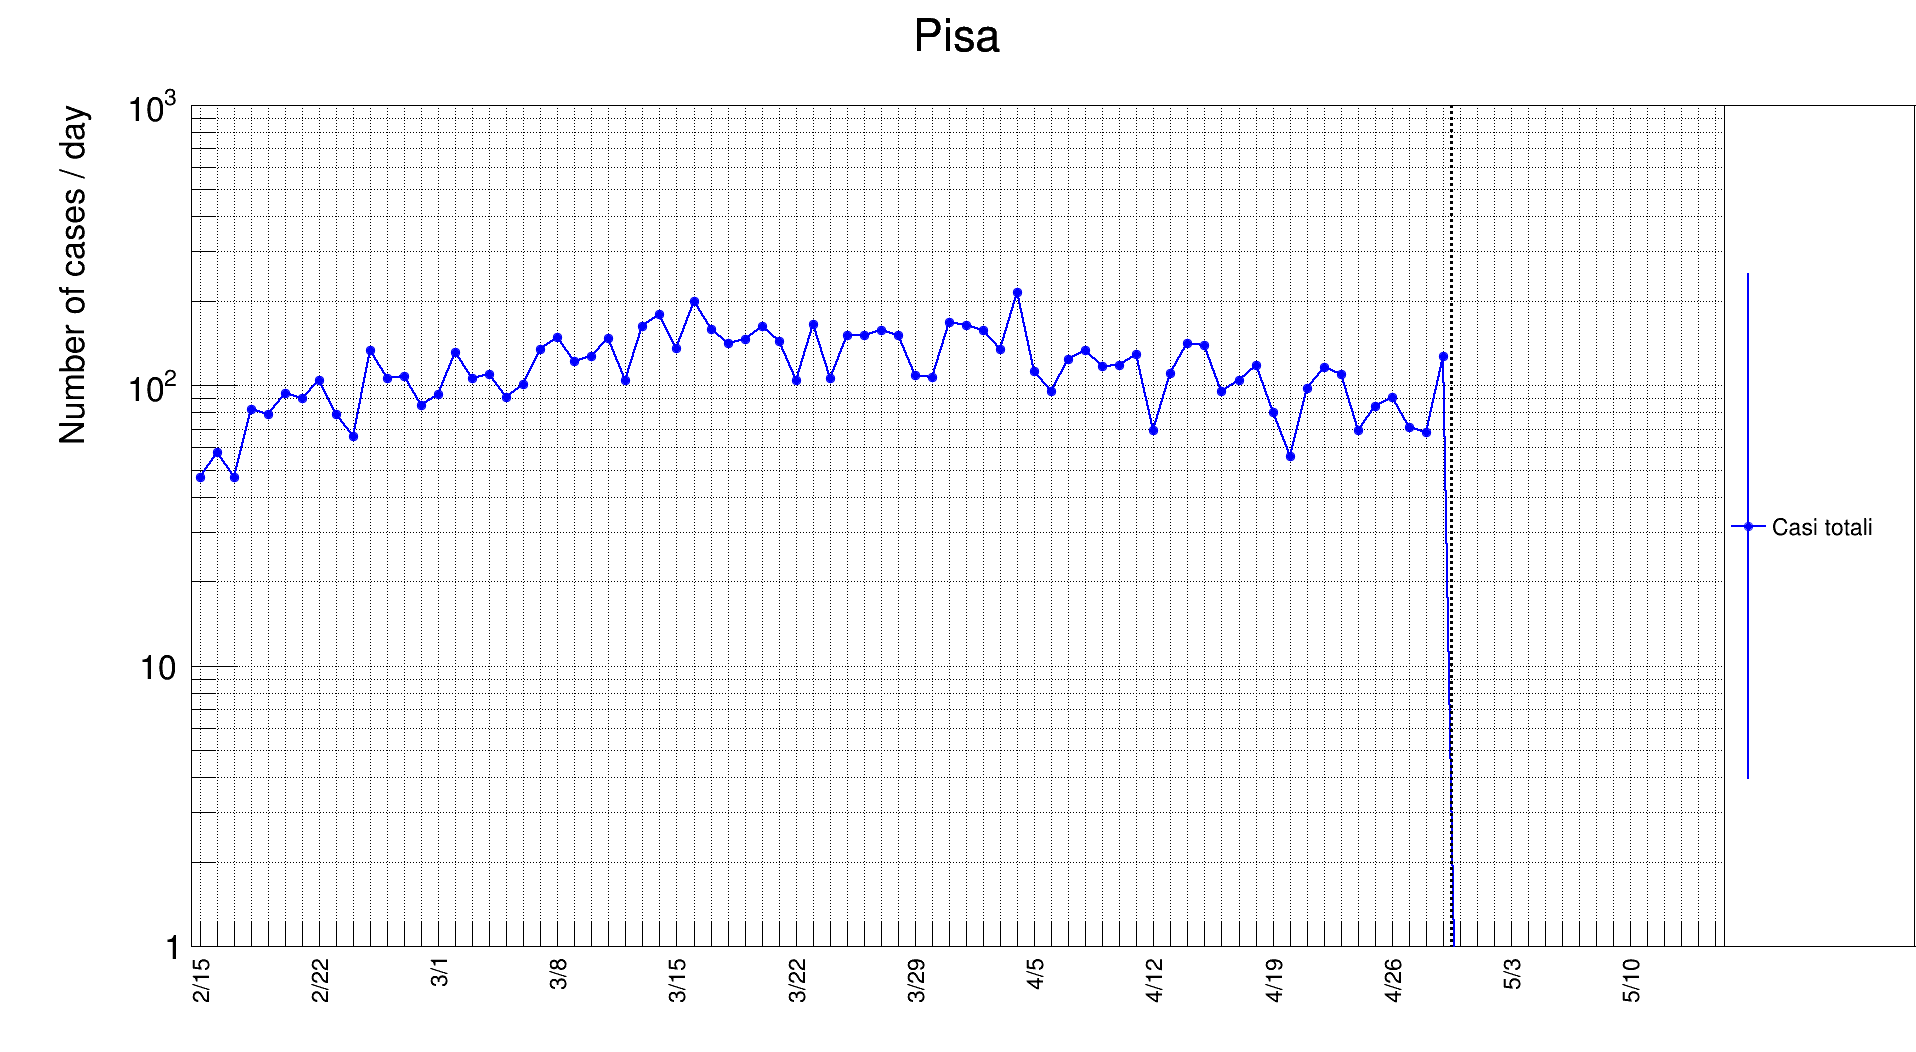 Pisa
Number of cases / day
10³
10²
10
1
2/15 2/22 3/1 3/8 3/15 3/22 3/29 4/5 4/12 4/19 4/26 5/3 5/10
Casi totali